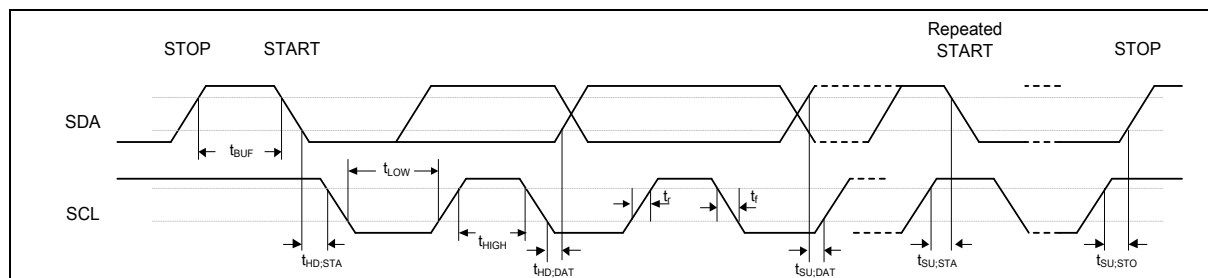 STOP
START
Repeated
START
STOP
SDA
tBUF
tLOW
tr
tf
SCL
tHD;STA
tHIGH
tHD;DAT
tSU;DAT
tSU;STA
tSU;STO